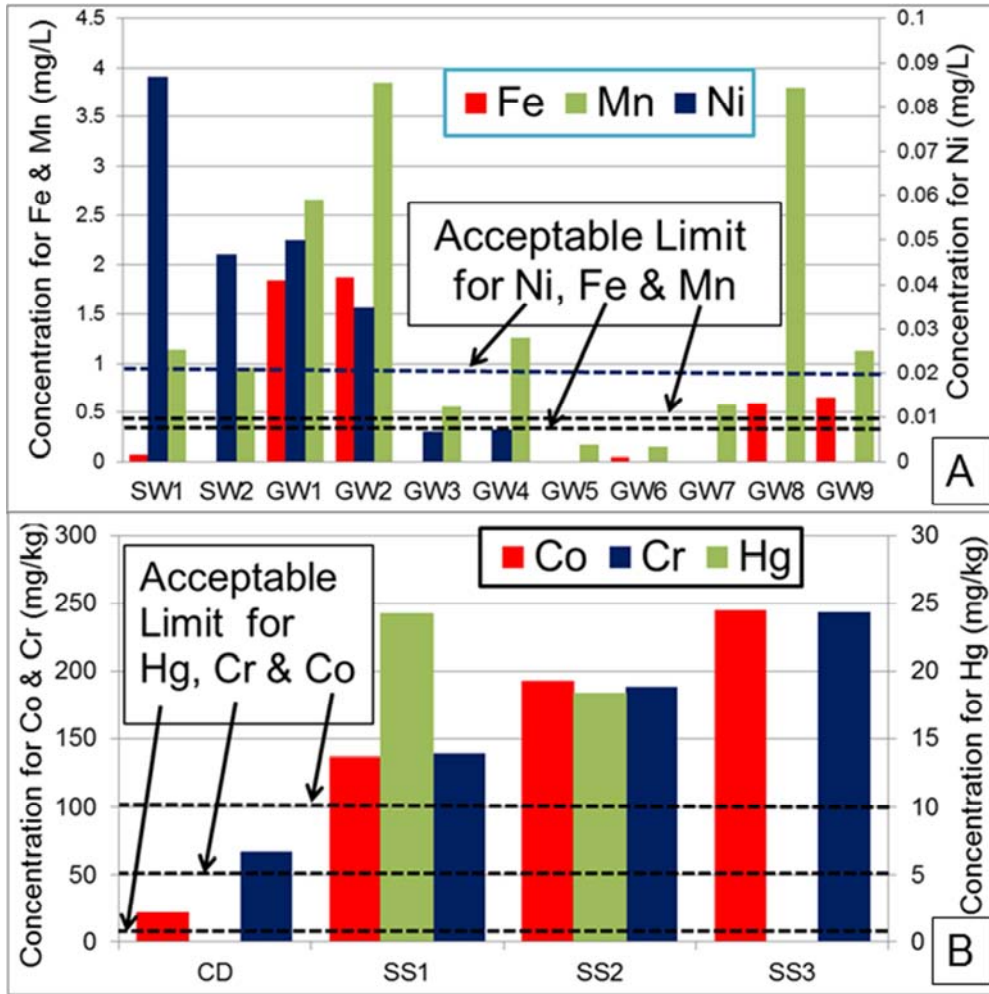 Concentration for Fe & Mn (mg/L)
4.5
4
3.5
3
2.5
2
1.5
1
0.5
0
Fe Mn Ni
Acceptable Limit
for Ni, Fe & Mn
0.1
0.09
0.08
0.07
0.06
0.05
0.04
0.03
0.02
0.01
0
Concentration for Ni (mg/L)
SW1 SW2 GW1 GW2 GW3 GW4 GW5 GW6 GW7 GW8 GW9
A
Concentration for Co & Cr (mg/kg)
300
250
200
150
100
50
0
Acceptable
Limit for
Hg, Cr & Co
Co Cr Hg
30
25
20
15
10
5
0
Concentration for Hg (mg/kg)
CD SS1 SS2 SS3
B